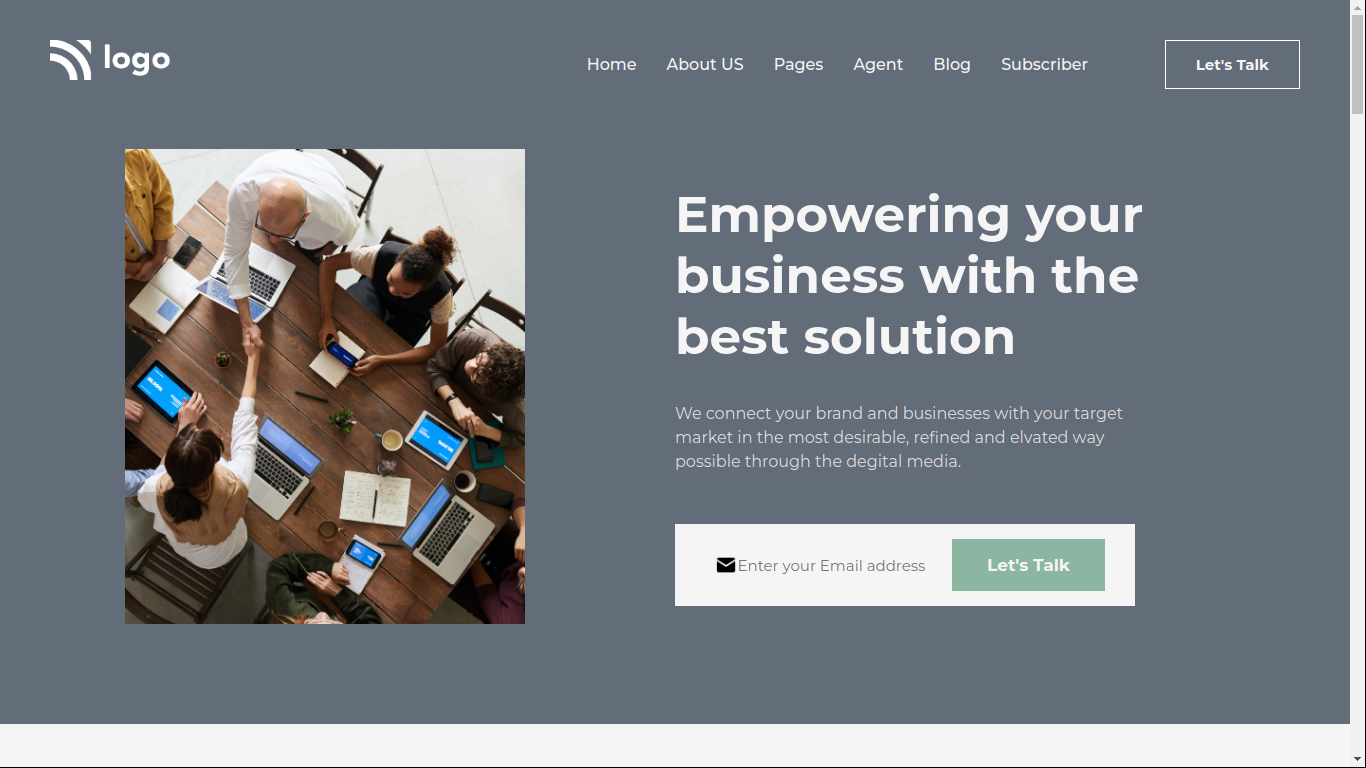 logo
Home About US Pages Agent Blog Subscriber
Let's Talk
Empowering your
business with the
best solution
We connect your brand and businesses with your target
market in the most desirable, refined and elvated way
possible through the degital media.
Enter your Email address
Let's Talk